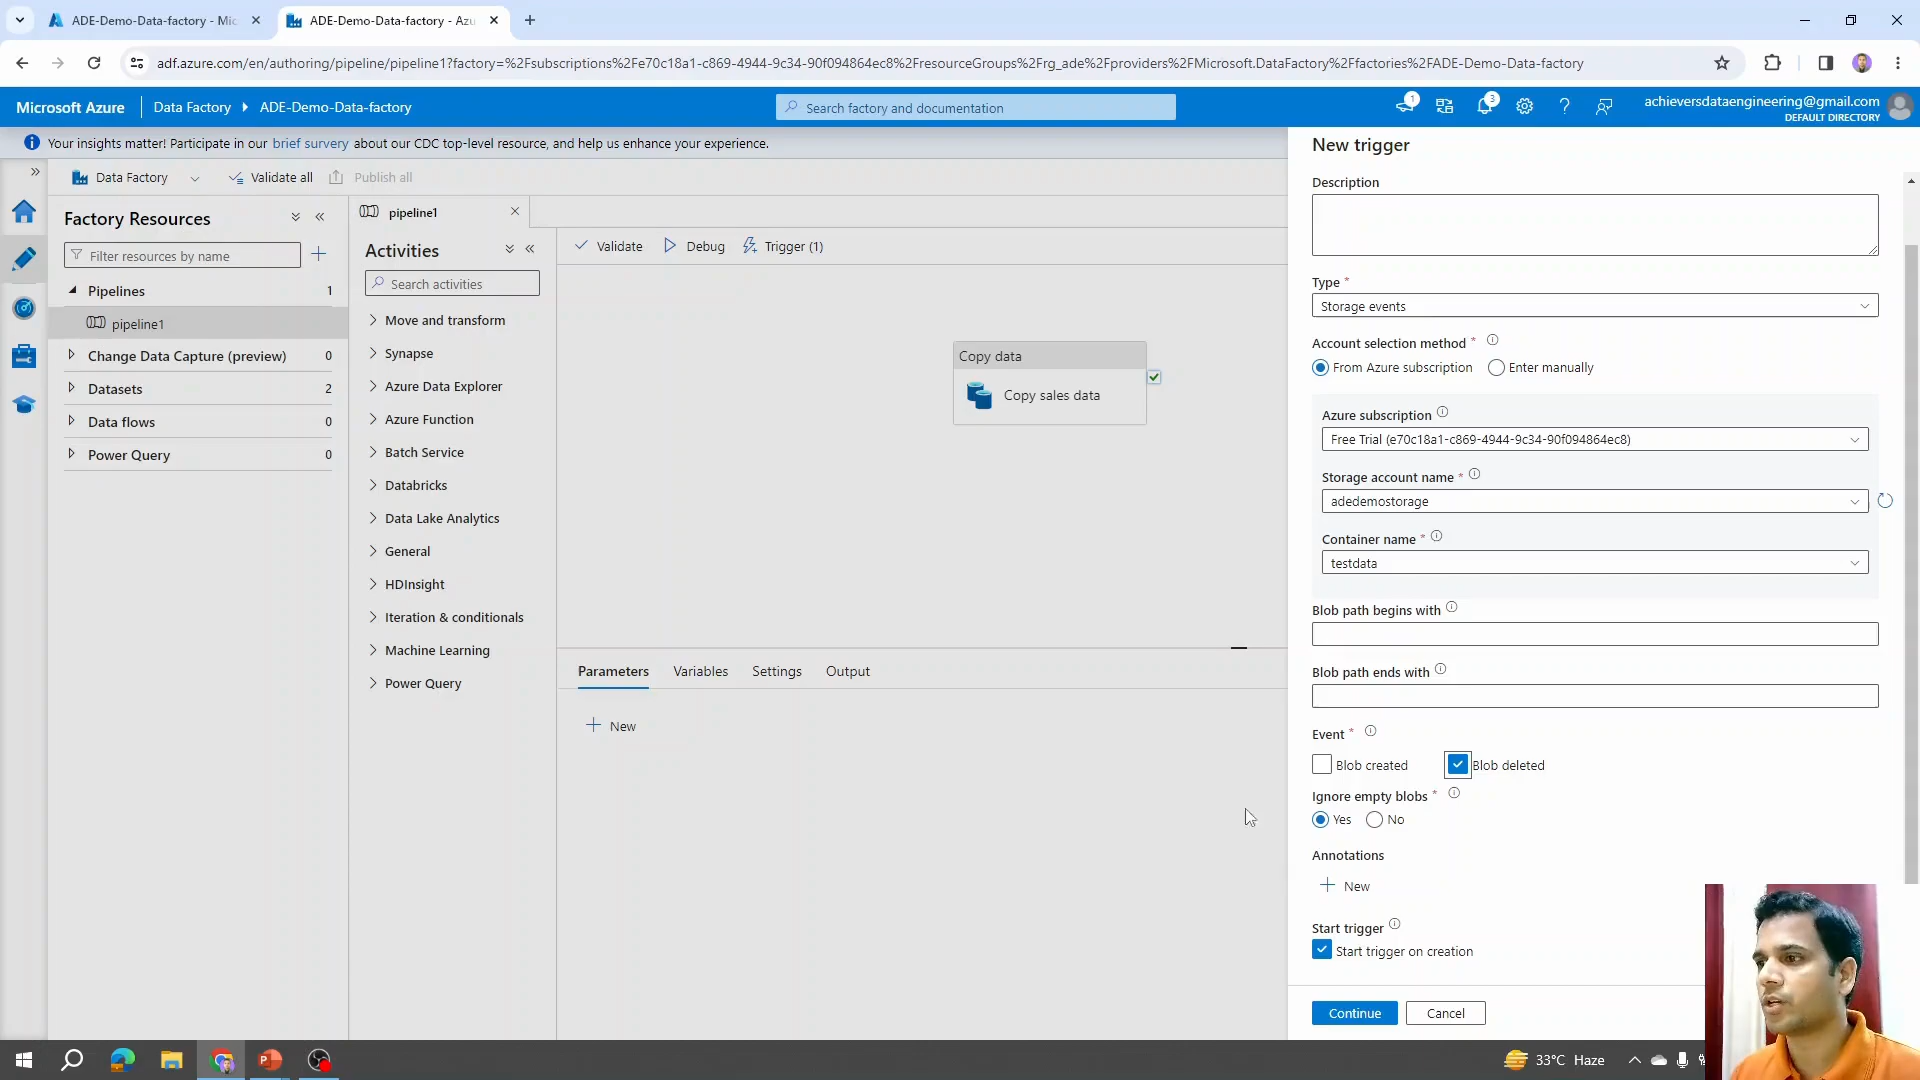 ADE-Demo-Data-factory - Mic
ADE-Demo-Data-factory - Azu
adf.azure.com/en/authoring/pipeline/pipeline1?factory=%2Fsubscriptions%2Fe70c18a1-c869-4944-9c34-90f094864ec8%2FresourceGroups%2Frg_ade%2Fproviders%2FMicrosoft.DataFactory%2Ffactories%2FADE-Demo-Data-factory
Microsoft Azure
Data Factory
ADE-Demo-Data-factory
Search factory and documentation
1
3
achieversdataengineering@gmail.com
DEFAULT DIRECTORY
Your insights matter! Participate in our brief survey about our CDC top-level resource, and help us enhance your experience.
Data Factory
Validate all
Publish all
Factory Resources
Filter resources by name
Pipelines 1
pipeline1
Change Data Capture (preview) 0
Datasets 2
Data flows 0
Power Query 0
pipeline1
Activities
Search activities
Move and transform
Synapse
Azure Data Explorer
Azure Function
Batch Service
Databricks
Data Lake Analytics
General
HDInsight
Iteration & conditionals
Machine Learning
Power Query
Validate
Debug
Trigger (1)
Copy data
Copy sales data
Parameters
Variables
Settings
Output
New
New trigger
Description
Type *
Storage events
Account selection method *
From Azure subscription
Enter manually
Azure subscription
Free Trial (e70c18a1-c869-4944-9c34-90f094864ec8)
Storage account name *
adedemostorage
Container name *
testdata
Blob path begins with
Blob path ends with
Event *
Blob created
Blob deleted
Ignore empty blobs *
Yes
No
Annotations
New
Start trigger
Start trigger on creation
Continue
Cancel
33°C Haze